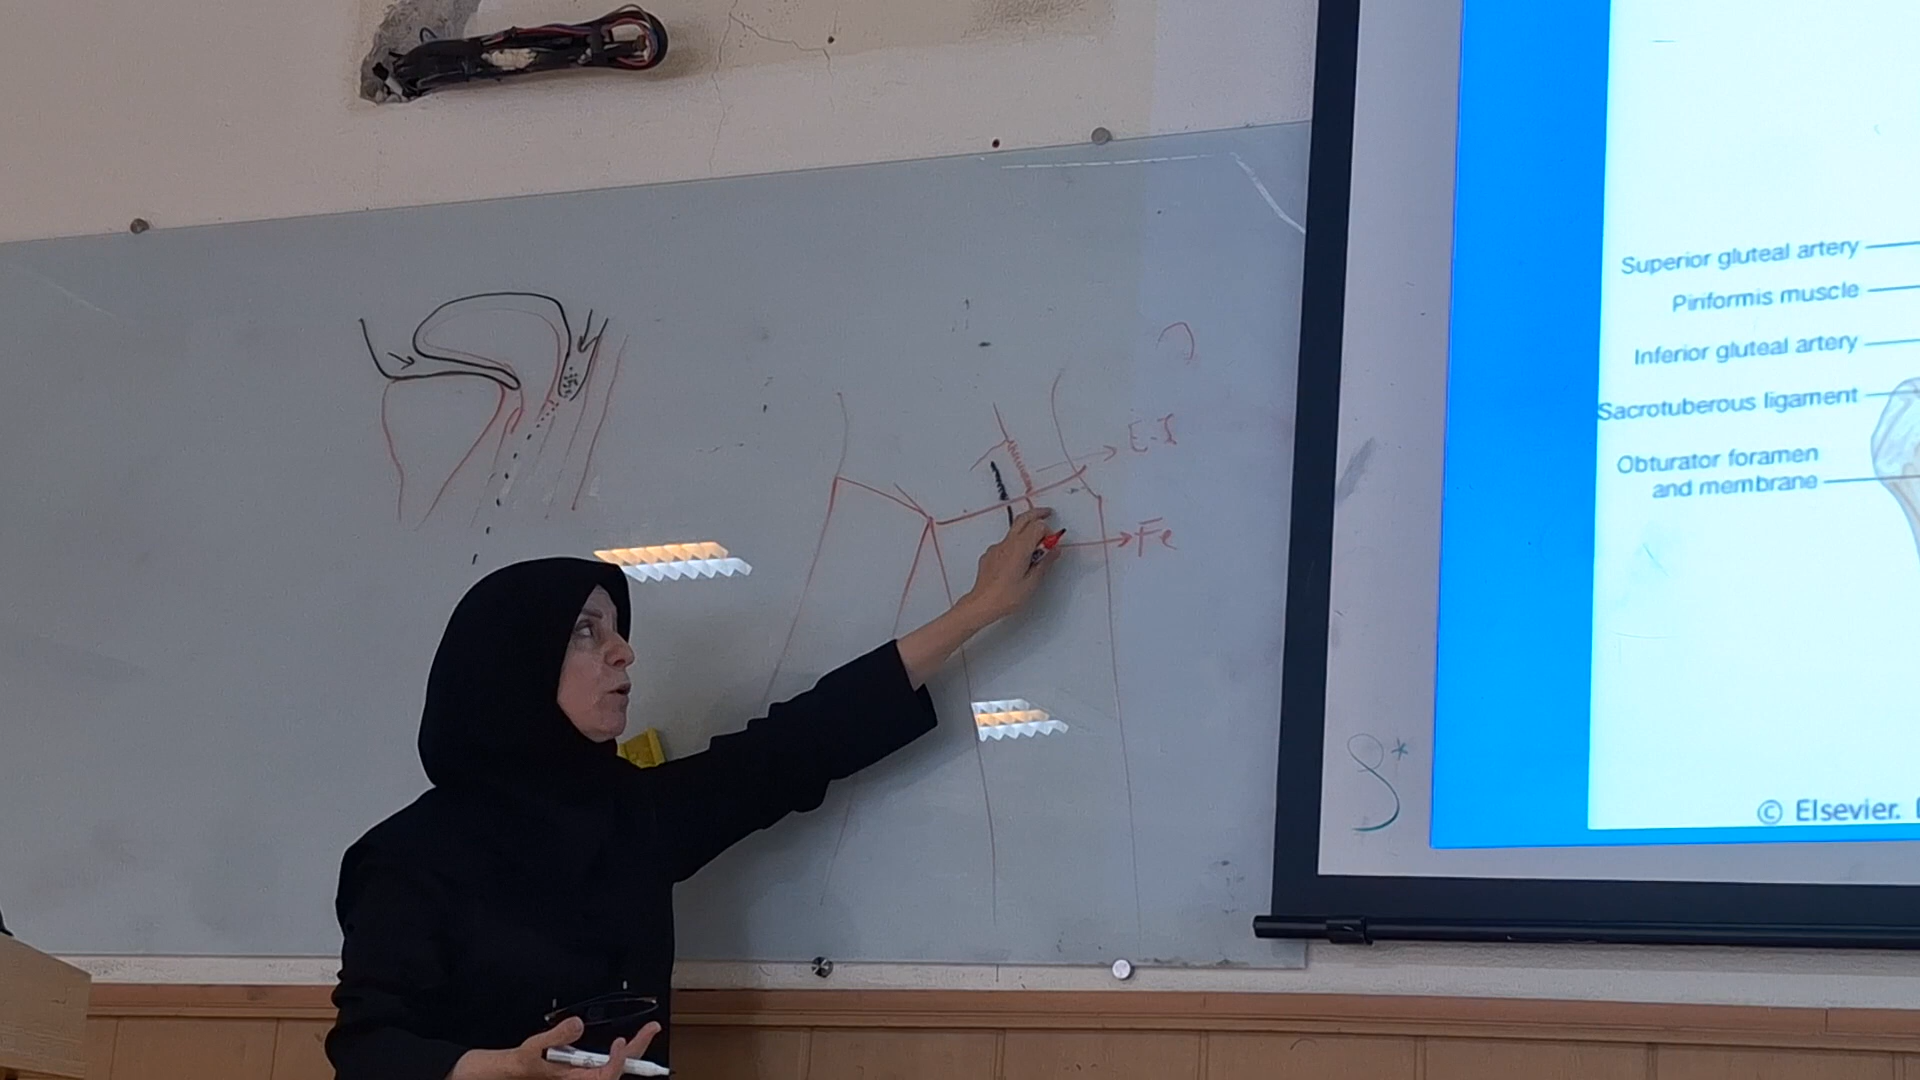 E.I
Fe
S*
Superior gluteal artery
Piriformis muscle
Inferior gluteal artery
Sacrotuberous ligament
Obturator foramen
and membrane
© Elsevier.